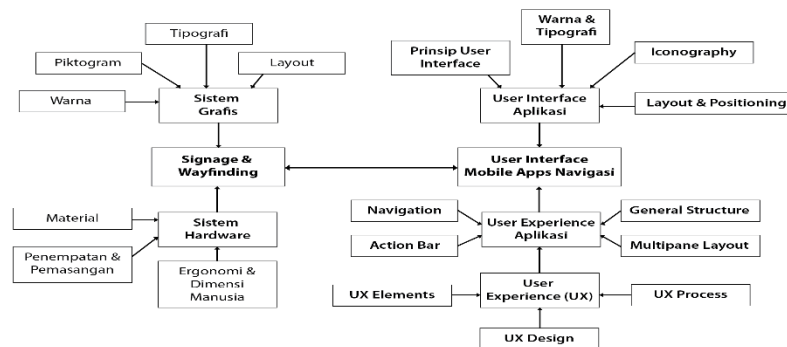 Tipografi
Piktogram
Layout
Warna
Sistem
Grafis
Warna &
Tipografi
Prinsip User
Interface
Iconography
User Interface
Aplikasi
Layout & Positioning
Signage &
Wayfinding
User Interface
Mobile Apps Navigasi
Material
Sistem
Hardware
Penempatan &
Pemasangan
Ergonomi &
Dimensi
Manusia
Navigation
General Structure
User Experience
Aplikasi
Action Bar
Multipane Layout
UX Elements
User
Experience (UX)
UX Process
UX Design